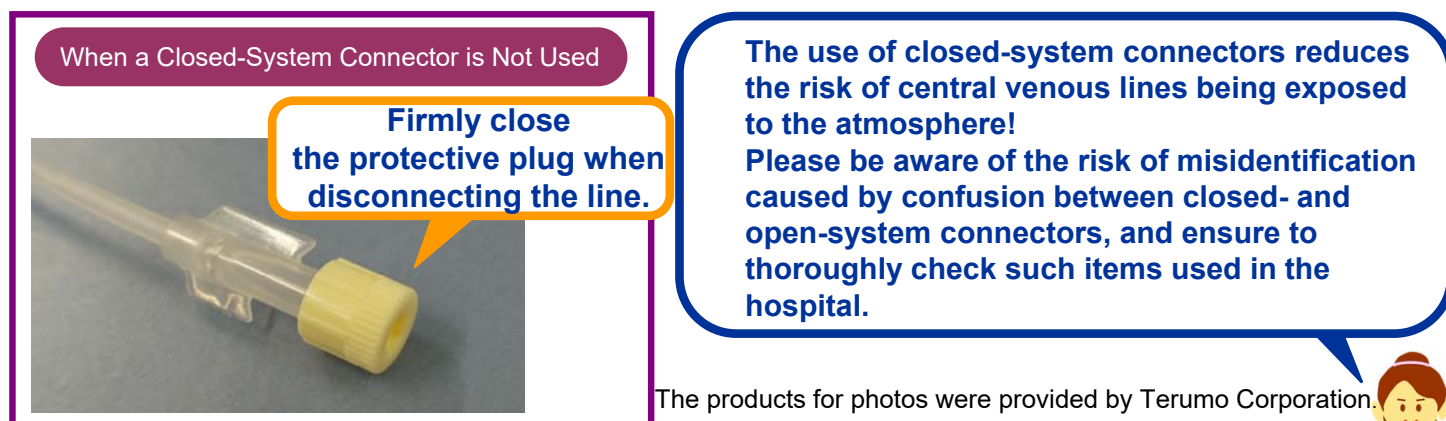 When a Closed-System Connector is Not Used
Firmly close
the protective plug when
disconnecting the line.
The use of closed-system connectors reduces
the risk of central venous lines being exposed
to the atmosphere!
Please be aware of the risk of misidentification
caused by confusion between closed- and
open-system connectors, and ensure to
thoroughly check such items used in the
hospital.
The products for photos were provided by Terumo Corporation.